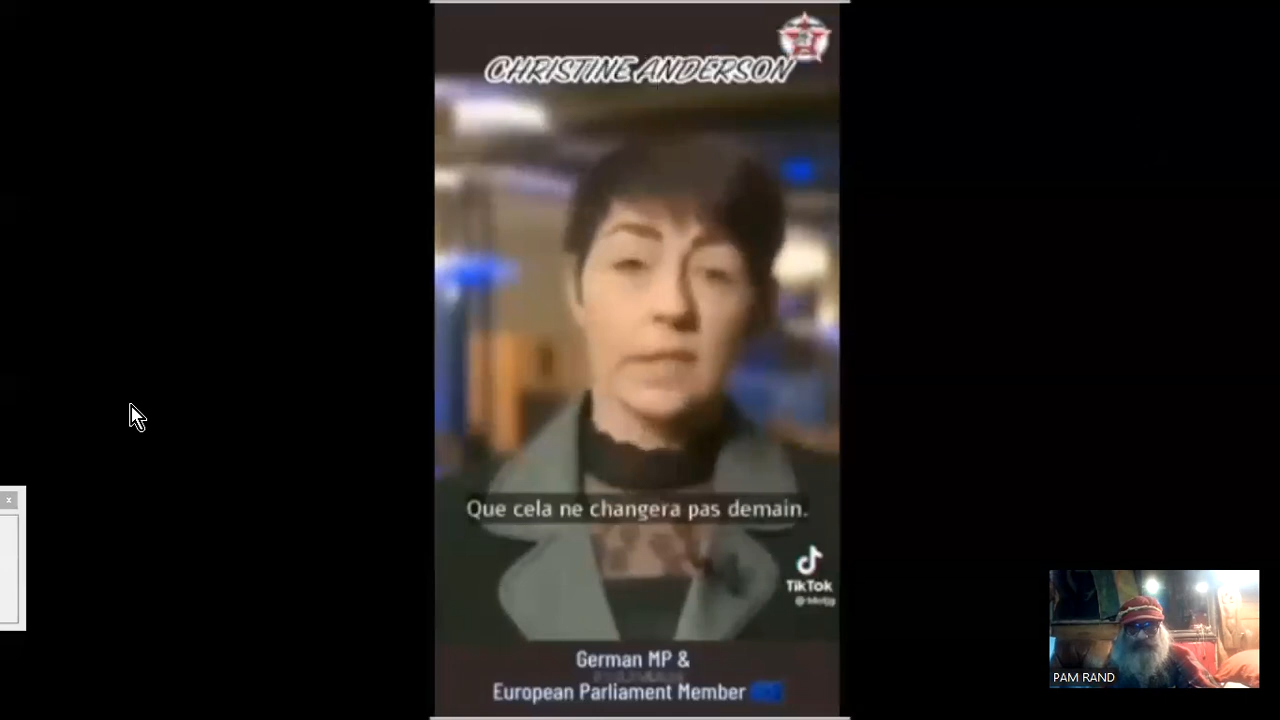 CHRISTINE ANDERSON
Que cela ne changera pas demain.
TikTok
German MP &
European Parliament Member
PAM RAND
x